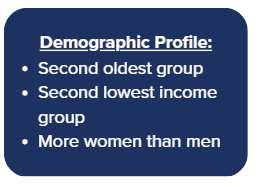 Demographic Profile:
• Second oldest group
• Second lowest income
group
• More women than men